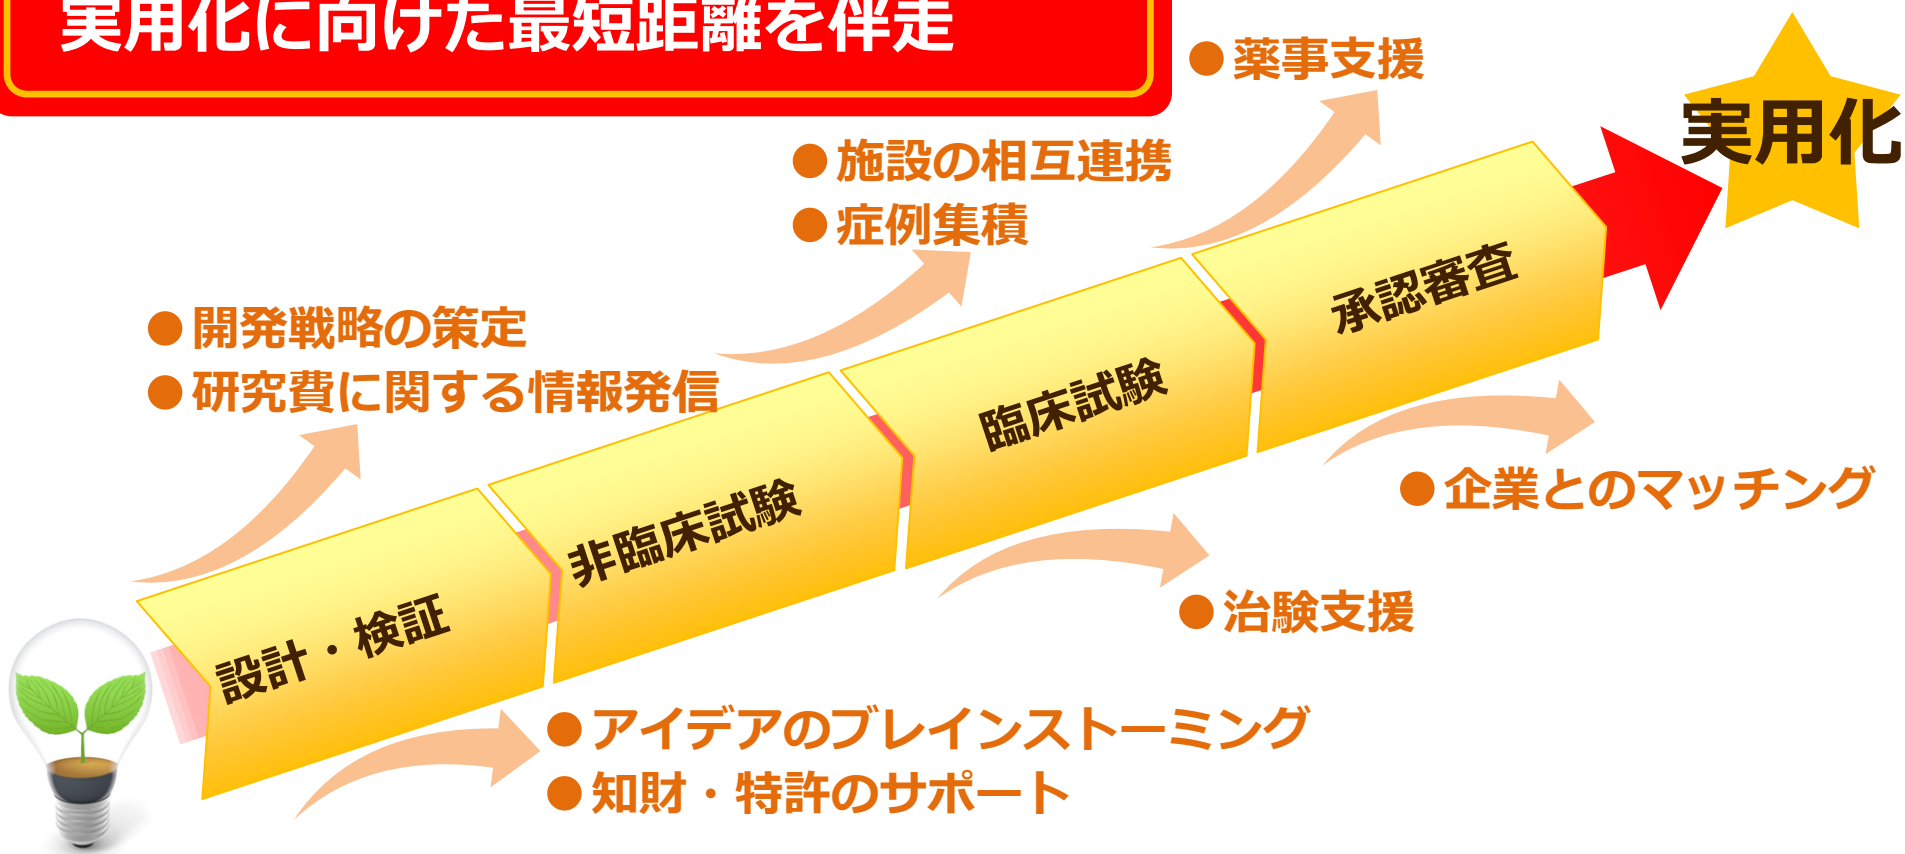 実用化に向けた最短距離を伴走
● 薬事支援
実用化
● 施設の相互連携
● 症例集積
承認審査
● 開発戦略の策定
● 研究費に関する情報発信
臨床試験
● 企業とのマッチング
非臨床試験
● 治験支援
設計・検証
● アイデアのブレインストーミング
● 知財・特許のサポート